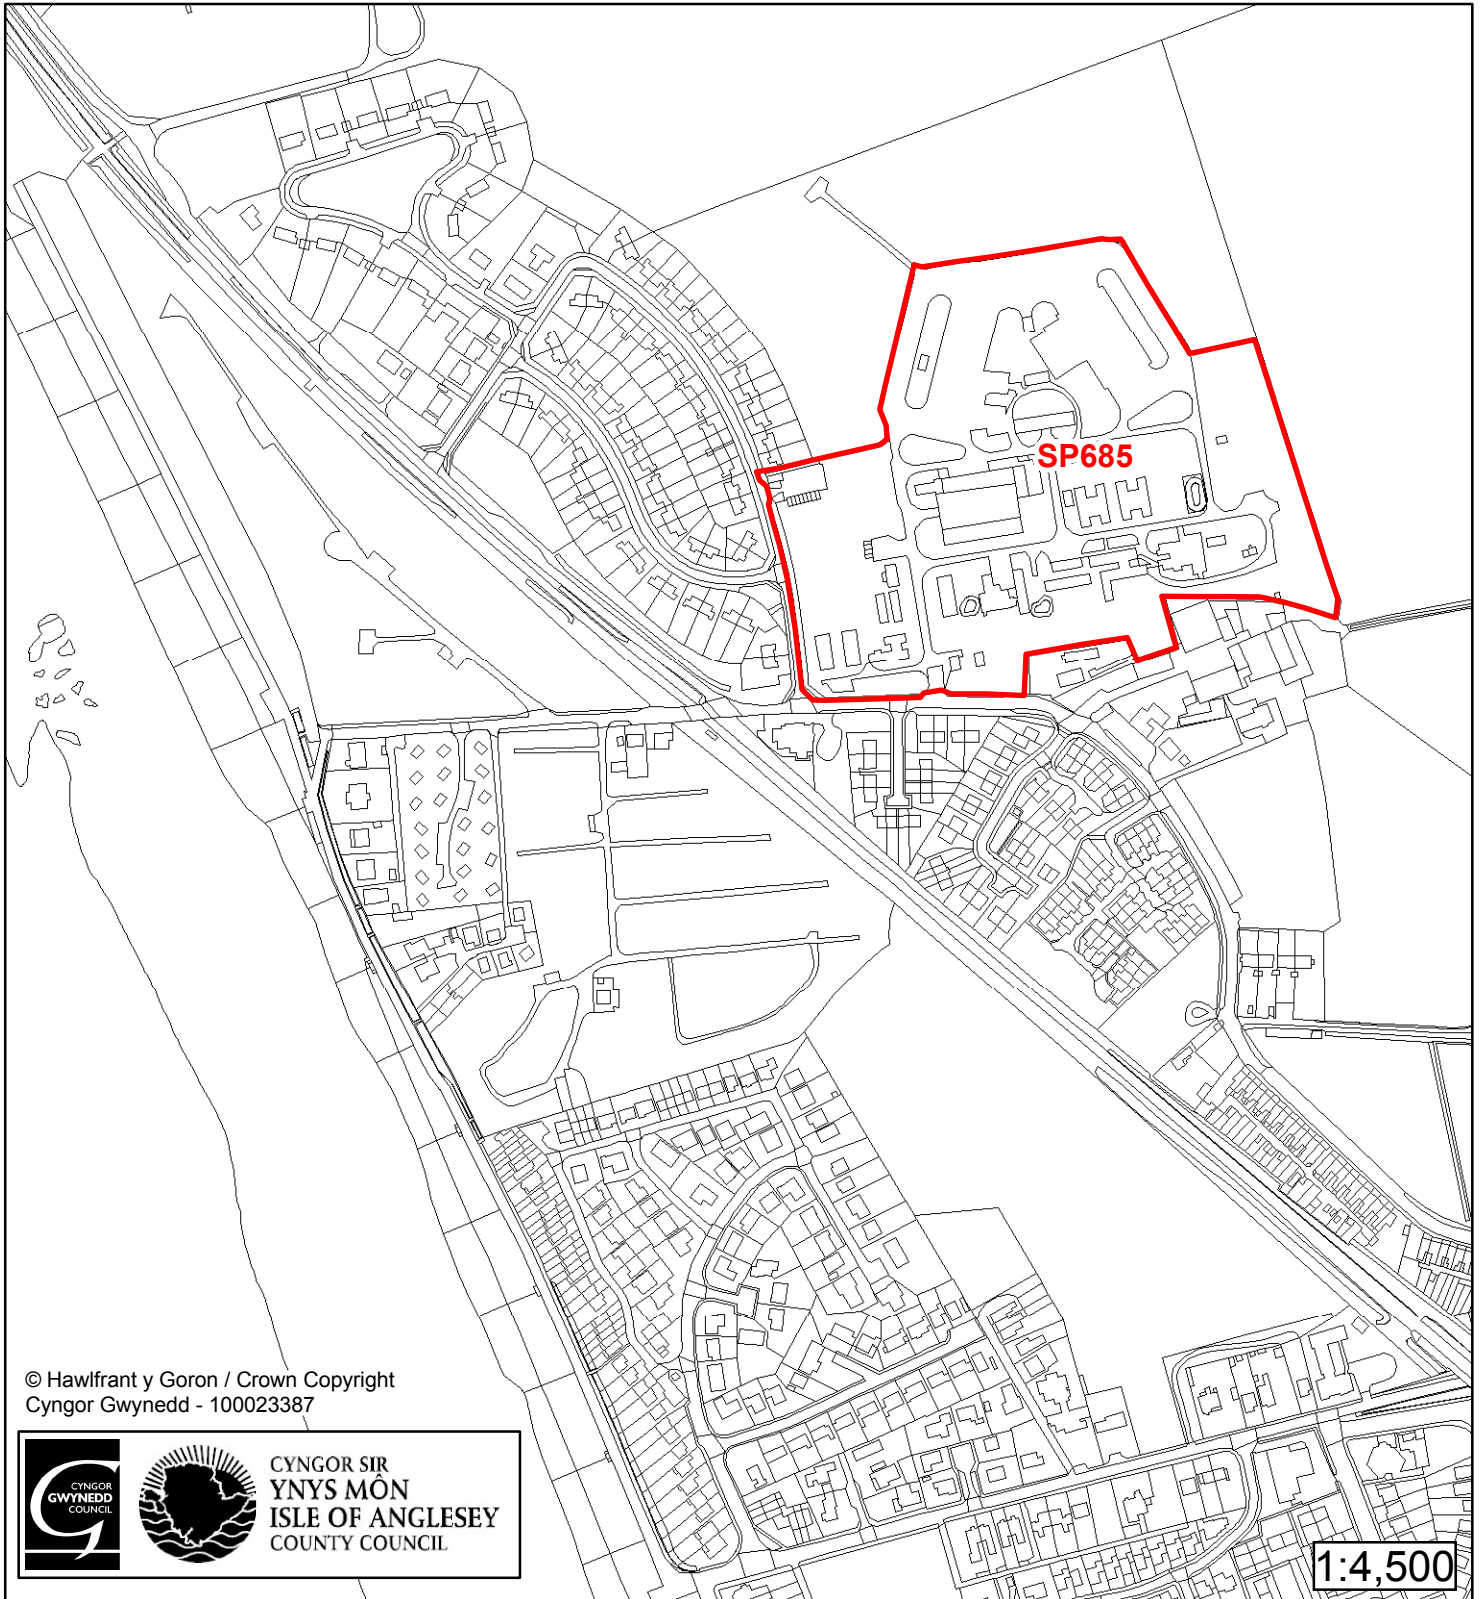 SP685
© Hawlfrant y Goron / Crown Copyright
Cyngor Gwynedd - 100023387
CYNGOR
GWYNEDD
COUNCIL
CYNGOR SIR
YNYS MÔN
ISLE OF ANGLESEY
COUNTY COUNCIL
1:4,500